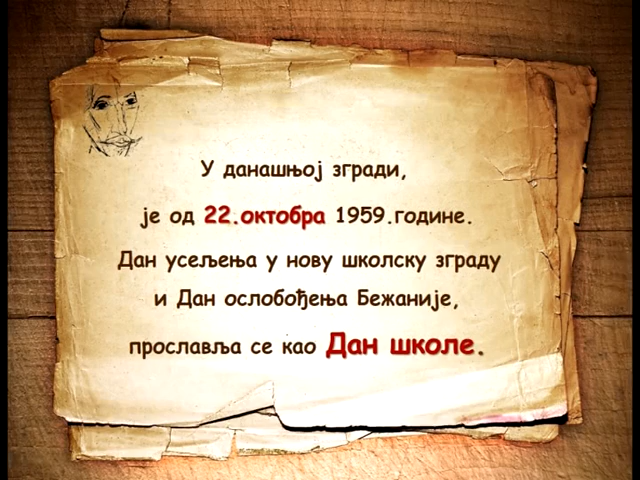 У данашњој згради,
је од 22.октобра 1959.године.
Дан усељења у нову школску зграду
и Дан ослобођења Бежаније,
прославља се као Дан школе.